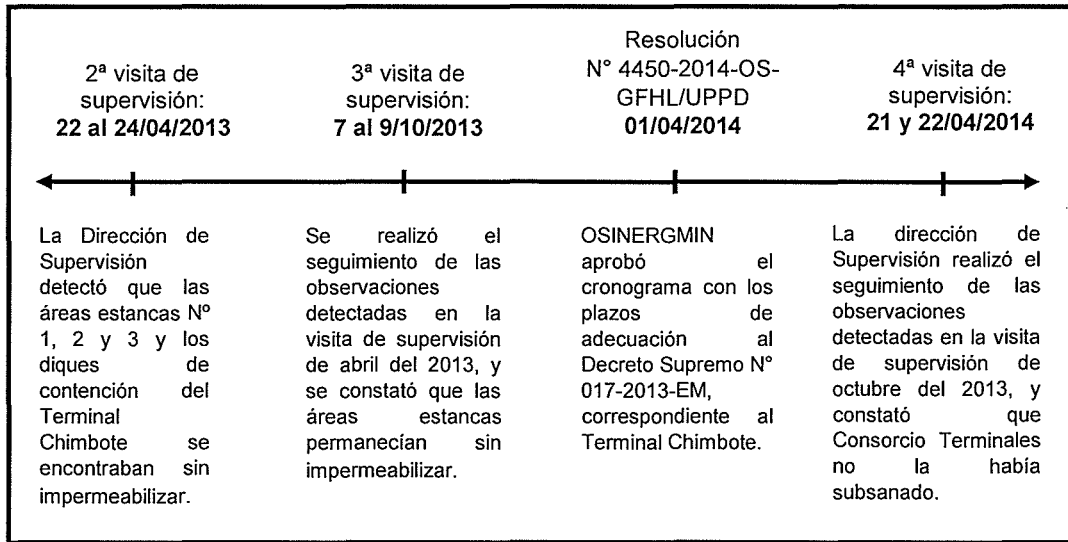 2ª visita de
supervisión:
22 al 24/04/2013
3ª visita de
supervisión:
7 al 9/10/2013
Resolución
N° 4450-2014-OS-
GFHL/UPPD
01/04/2014
4ª visita de
supervisión:
21 y 22/04/2014
La Dirección de
Supervisión
detectó que las
áreas estancas Nº
1, 2 y 3 y los
diques de
contención del
Terminal
Chimbote se
encontraban sin
impermeabilizar.
Se realizó el
seguimiento de las
observaciones
detectadas en la
visita de supervisión
de abril del 2013, y
se constató que las
áreas estancas
permanecían sin
impermeabilizar.
OSINERGMIN
aprobó el
cronograma con los
plazos de
adecuación al
Decreto Supremo N°
017-2013-EM,
correspondiente al
Terminal Chimbote.
La dirección de
Supervisión realizó el
seguimiento de las
observaciones
detectadas en la visita
de supervisión de
octubre del 2013, y
constató que
Consorcio Terminales
no la había
subsanado.